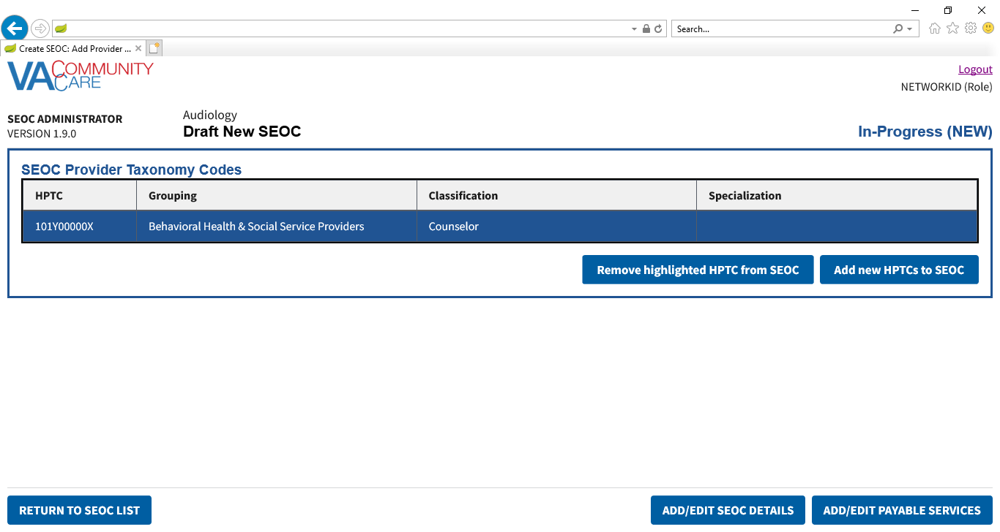 Search...
Create SEOC: Add Provider ...
VA COMMUNITY CARE
Logout
NETWORKID (Role)
SEOC ADMINISTRATOR
VERSION 1.9.0
Audiology
Draft New SEOC
In-Progress (NEW)
SEOC Provider Taxonomy Codes
HPTC Grouping Classification Specialization
101Y00000X Behavioral Health & Social Service Providers Counselor
Remove highlighted HPTC from SEOC Add new HPTCs to SEOC
RETURN TO SEOC LIST ADD/EDIT SEOC DETAILS ADD/EDIT PAYABLE SERVICES